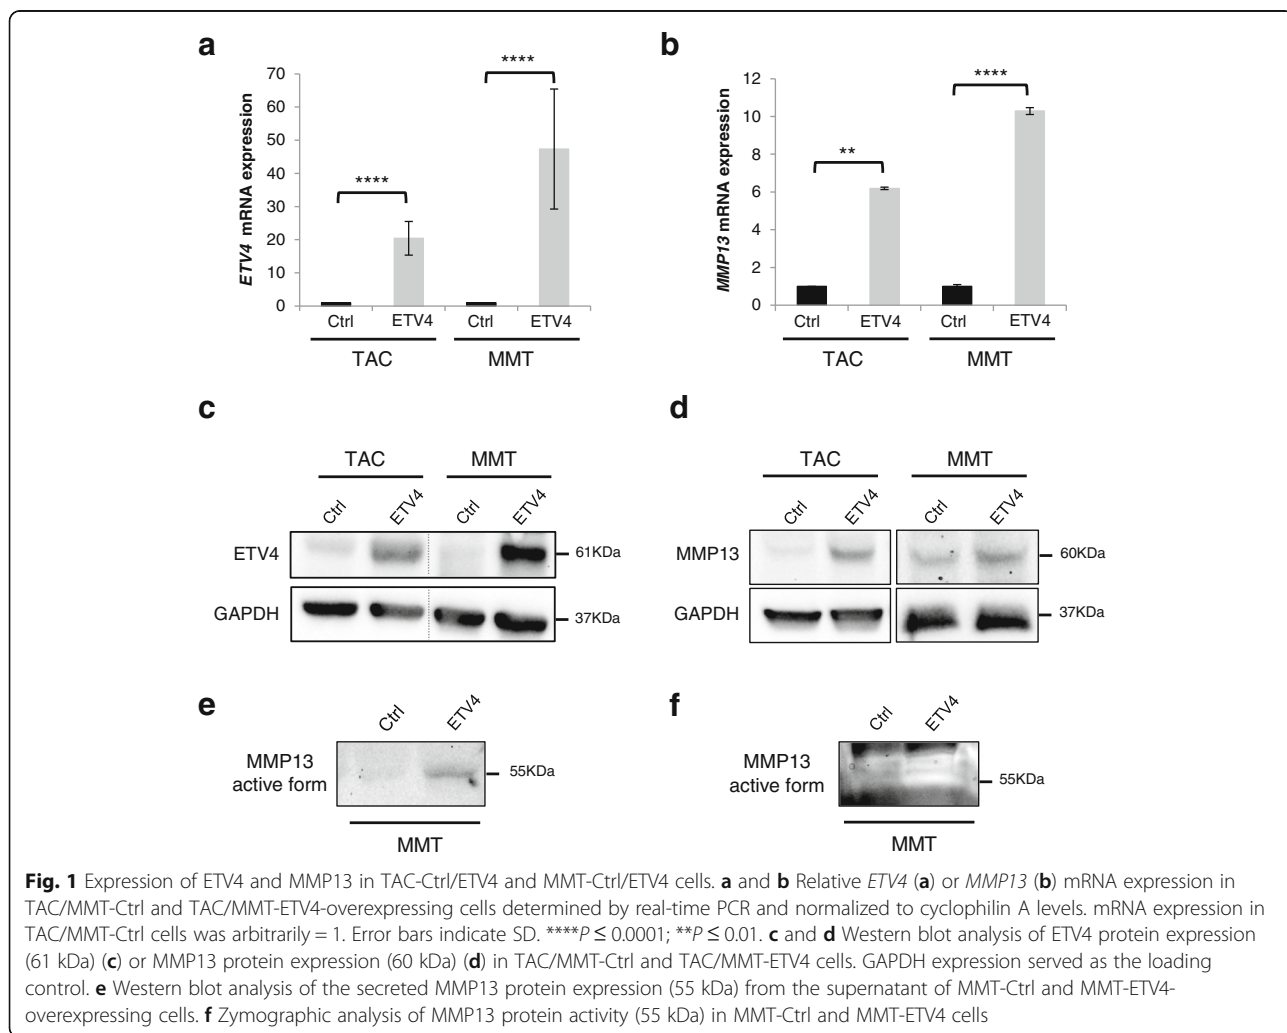 a
b
****
****
70
60
50
40
30
20
10
0
ETV4 mRNA expression
Ctrl ETV4 Ctrl ETV4
TAC MMT
****
**
12
10
8
6
4
2
0
MMP13 mRNA expression
Ctrl ETV4 Ctrl ETV4
TAC MMT
c
TAC MMT
Ctrl ETV4 Ctrl ETV4
ETV4 61KDa
GAPDH 37KDa
d
TAC MMT
Ctrl ETV4 Ctrl ETV4
MMP13 60KDa
GAPDH 37KDa
e
Ctrl ETV4
MMP13
active form
55KDa
MMT
f
Ctrl ETV4
MMP13
active form
55KDa
MMT
Fig. 1 Expression of ETV4 and MMP13 in TAC-Ctrl/ETV4 and MMT-Ctrl/ETV4 cells. a and b Relative ETV4 (a) or MMP13 (b) mRNA expression in
TAC/MMT-Ctrl and TAC/MMT-ETV4-overexpressing cells determined by real-time PCR and normalized to cyclophilin A levels. mRNA expression in
TAC/MMT-Ctrl cells was arbitrarily = 1. Error bars indicate SD. ****P ≤ 0.0001; **P ≤ 0.01. c and d Western blot analysis of ETV4 protein expression
(61 kDa) (c) or MMP13 protein expression (60 kDa) (d) in TAC/MMT-Ctrl and TAC/MMT-ETV4 cells. GAPDH expression served as the loading
control. e Western blot analysis of the secreted MMP13 protein expression (55 kDa) from the supernatant of MMT-Ctrl and MMT-ETV4-
overexpressing cells. f Zymographic analysis of MMP13 protein activity (55 kDa) in MMT-Ctrl and MMT-ETV4 cells